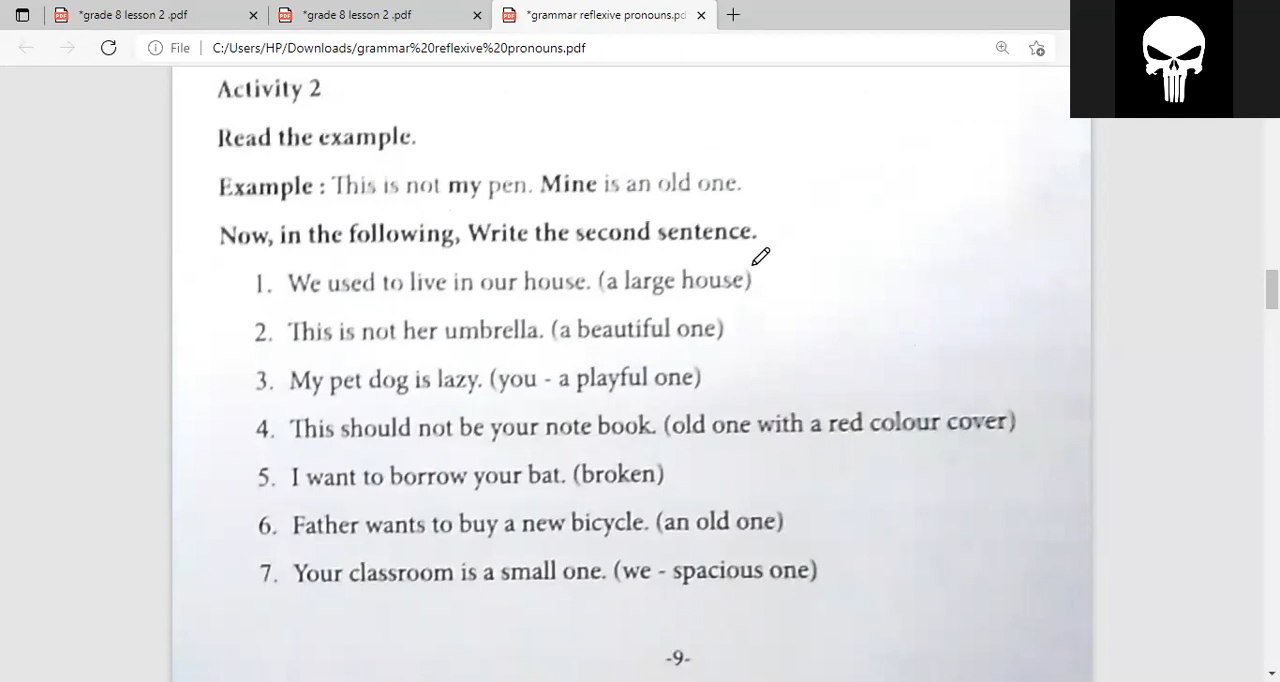 *grade 8 lesson 2 .pdf
*grade 8 lesson 2 .pdf
*grammar reflexive pronouns.pd
File
C:/Users/HP/Downloads/grammar%20reflexive%20pronouns.pdf
Activity 2
Read the example.
Example : This is not my pen. Mine is an old one.
Now, in the following, Write the second sentence.
1. We used to live in our house. (a large house)
2. This is not her umbrella. (a beautiful one)
3. My pet dog is lazy. (you - a playful one)
4. This should not be your note book. (old one with a red colour cover)
5. I want to borrow your bat. (broken)
6. Father wants to buy a new bicycle. (an old one)
7. Your classroom is a small one. (we - spacious one)
-9-